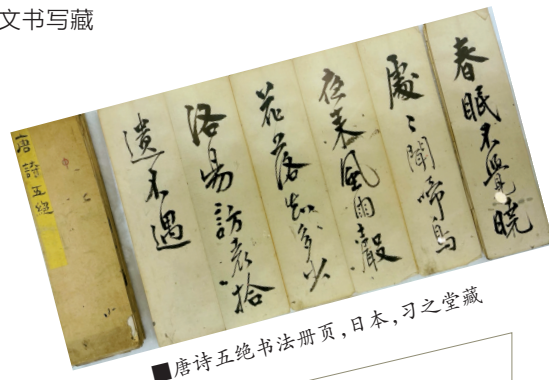 文书写藏
唐詩五絕
春眠不覺曉
處々聞啼鳥
夜来風雨聲
花落知多少
洛陽訪袁拾
遺不遇
■唐诗五绝书法册页,日本,习之堂藏